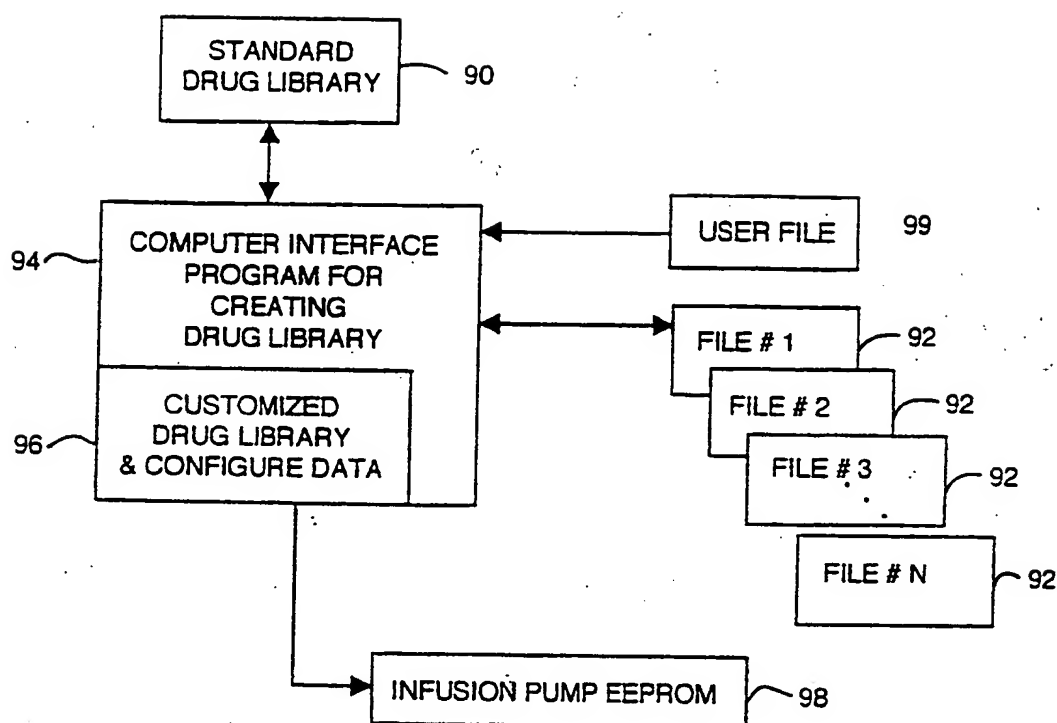 STANDARD
DRUG LIBRARY
90
COMPUTER INTERFACE
PROGRAM FOR
CREATING
DRUG LIBRARY
94
USER FILE
99
FILE # 1
92
FILE # 2
92
FILE # 3
92
FILE # N
92
CUSTOMIZED
DRUG LIBRARY
& CONFIGURE DATA
96
INFUSION PUMP EEPROM
98